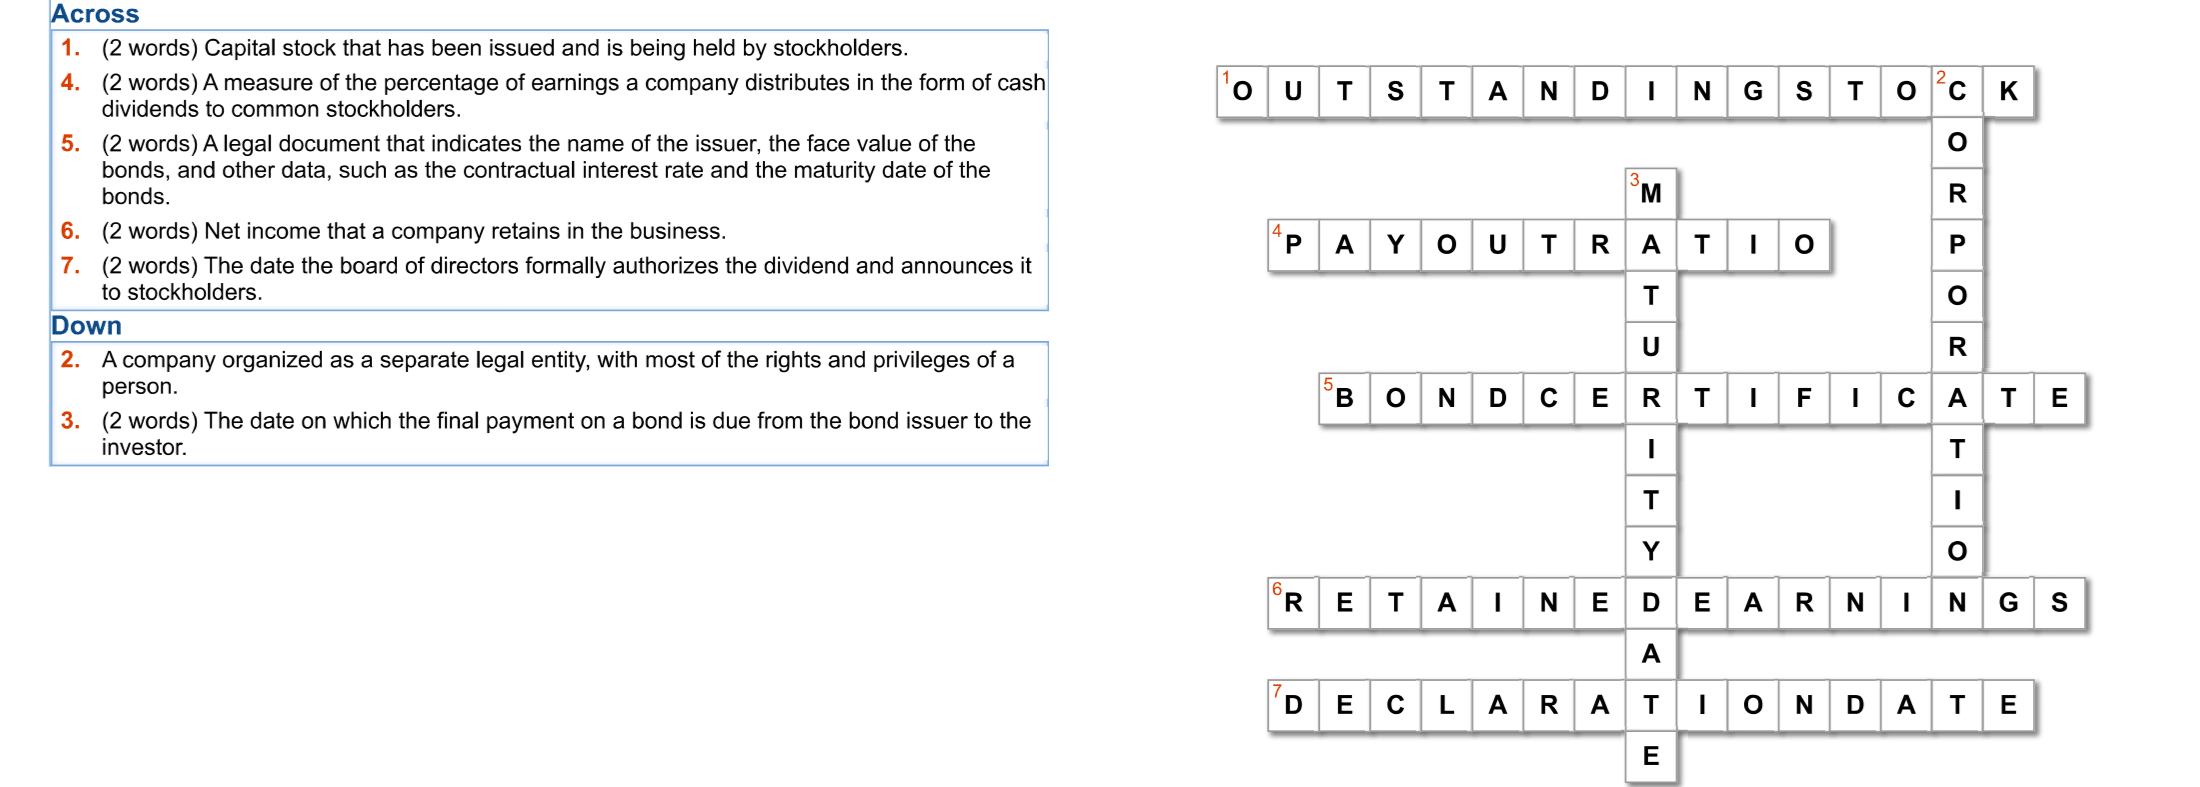 Across
1. (2 words) Capital stock that has been issued and is being held by stockholders.
4. (2 words) A measure of the percentage of earnings a company distributes in the form of cash
dividends to common stockholders.
5. (2 words) A legal document that indicates the name of the issuer, the face value of the
bonds, and other data, such as the contractual interest rate and the maturity date of the
bonds.
6. (2 words) Net income that a company retains in the business.
7. (2 words) The date the board of directors formally authorizes the dividend and announces it
to stockholders.
Down
2. A company organized as a separate legal entity, with most of the rights and privileges of a
person.
3. (2 words) The date on which the final payment on a bond is due from the bond issuer to the
investor.
1 O U T S T A N D I N G S T O 2 C K
O
3 M R
4 P A Y O U T R A T I O P
T O
U R
5 B O N D C E R T I F I C A T E
I T
T I
Y O
6 R E T A I N E D E A R N I N G S
A
7 D E C L A R A T I O N D A T E
E